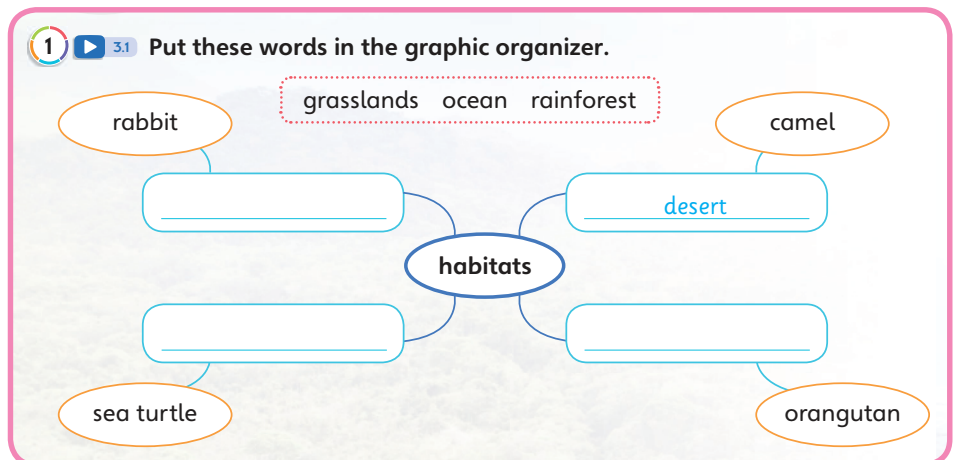 1 3.1 Put these words in the graphic organizer.
grasslands ocean rainforest
rabbit
camel
desert
habitats
sea turtle
orangutan